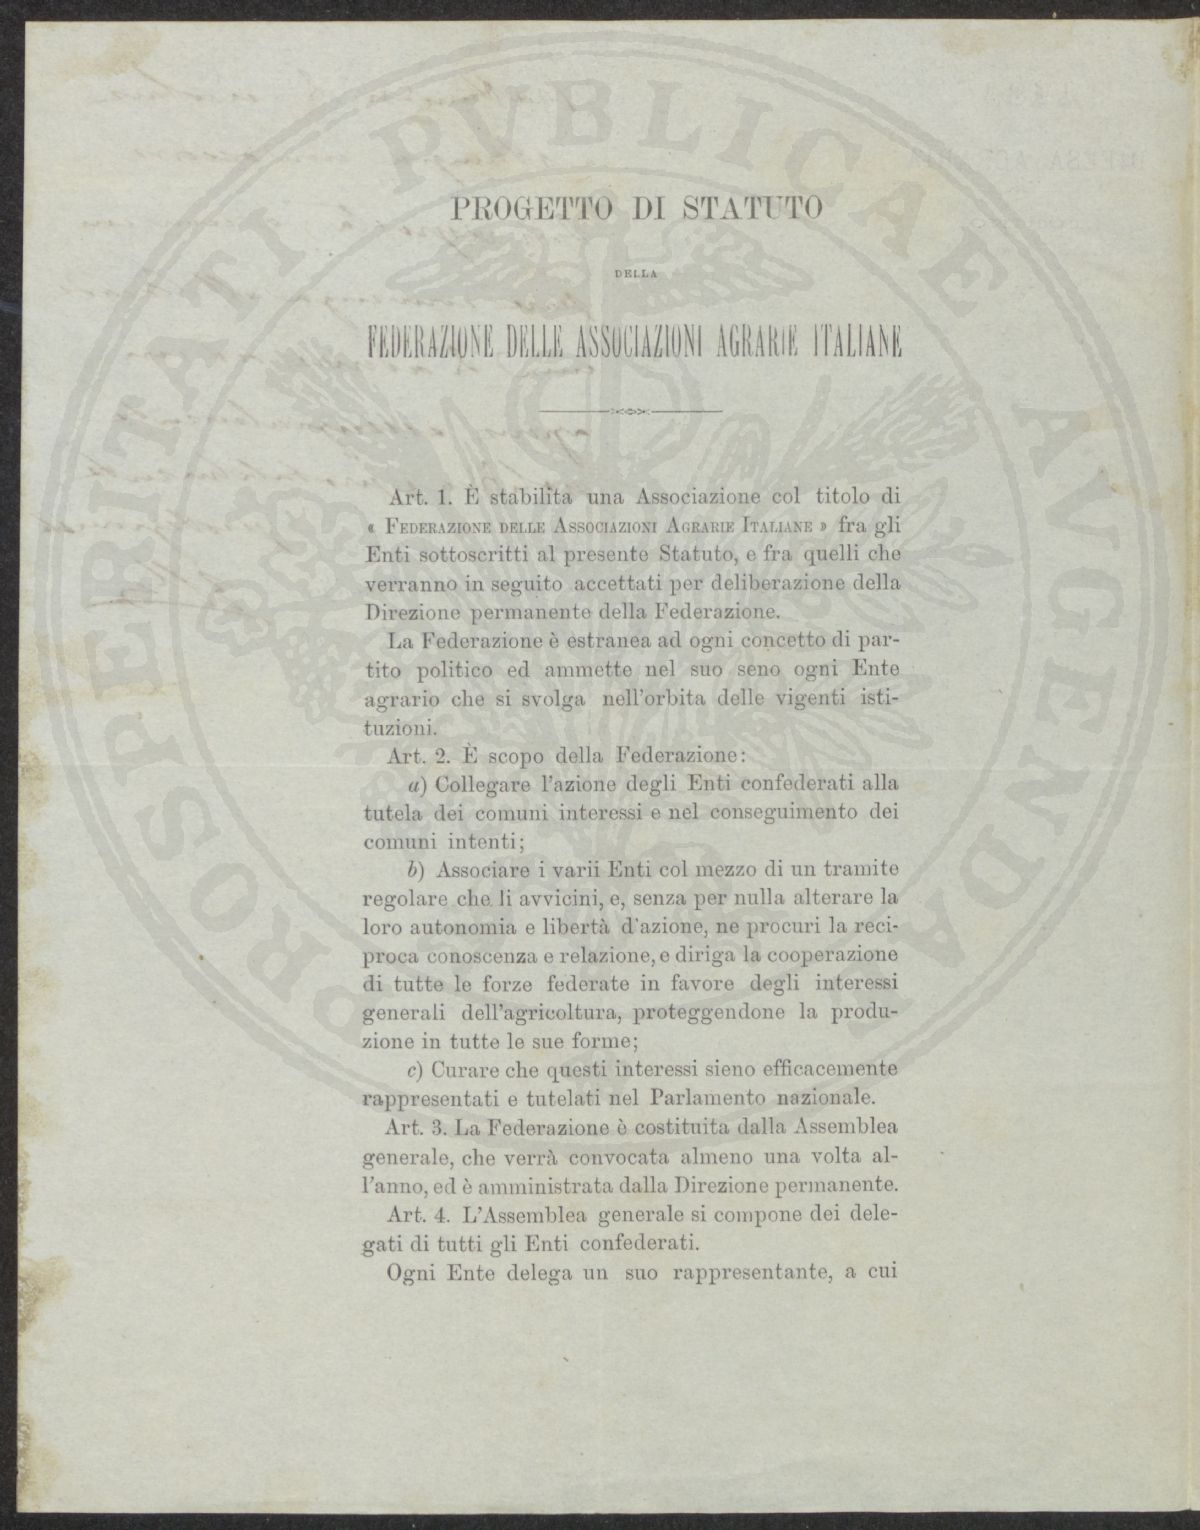 PROGETTO DI STATUTO
DELLA
FEDERAZIONE DELLE ASSOCIAZIONI AGRARIE ITALIANE
Art. 1. È stabilita una Associazione col titolo di
« FEDERAZIONE DELLE ASSOCIAZIONI AGRARIE ITALIANE » fra gli
Enti sottoscritti al presente Statuto, e fra quelli che
verranno in seguito accettati per deliberazione della
Direzione permanente della Federazione.
La Federazione è estranea ad ogni concetto di par-
tito politico ed ammette nel suo seno ogni Ente
agrario che si svolga nell'orbita delle vigenti isti-
tuzioni.
Art. 2. È scopo della Federazione:
a) Collegare l'azione degli Enti confederati alla
tutela dei comuni interessi e nel conseguimento dei
comuni intenti;
b) Associare i varii Enti col mezzo di un tramite
regolare che li avvicini, e, senza per nulla alterare la
loro autonomia e libertà d'azione, ne procuri la reci-
proca conoscenza e relazione, e diriga la cooperazione
di tutte le forze federate in favore degli interessi
generali dell'agricoltura, proteggendone la produ-
zione in tutte le sue forme;
c) Curare che questi interessi sieno efficacemente
rappresentati e tutelati nel Parlamento nazionale.
Art. 3. La Federazione è costituita dalla Assemblea
generale, che verrà convocata almeno una volta al-
l'anno, ed è amministrata dalla Direzione permanente.
Art. 4. L'Assemblea generale si compone dei dele-
gati di tutti gli Enti confederati.
Ogni Ente delega un suo rappresentante, a cui
PROSPERITATI PVBLICAE AVGENDAE